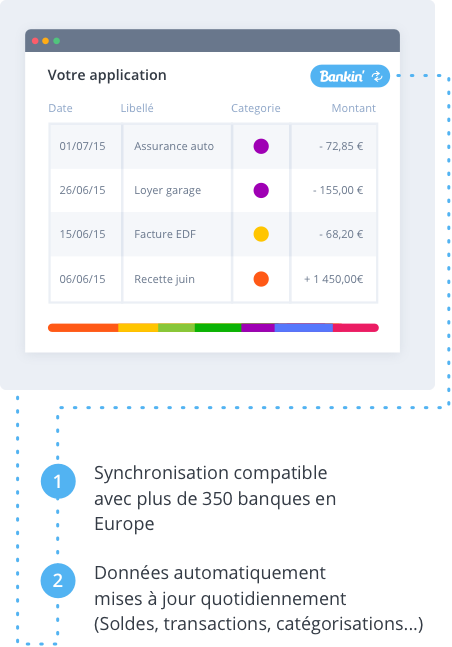 Votre application
Bankin'
Date Libellé Categorie Montant
01/07/15 Assurance auto - 72,85 €
26/06/15 Loyer garage - 155,00 €
15/06/15 Facture EDF - 68,20 €
06/06/15 Recette juin + 1 450,00€
1
Synchronisation compatible
avec plus de 350 banques en
Europe
2
Données automatiquement
mises à jour quotidiennement
(Soldes, transactions, catégorisations...)